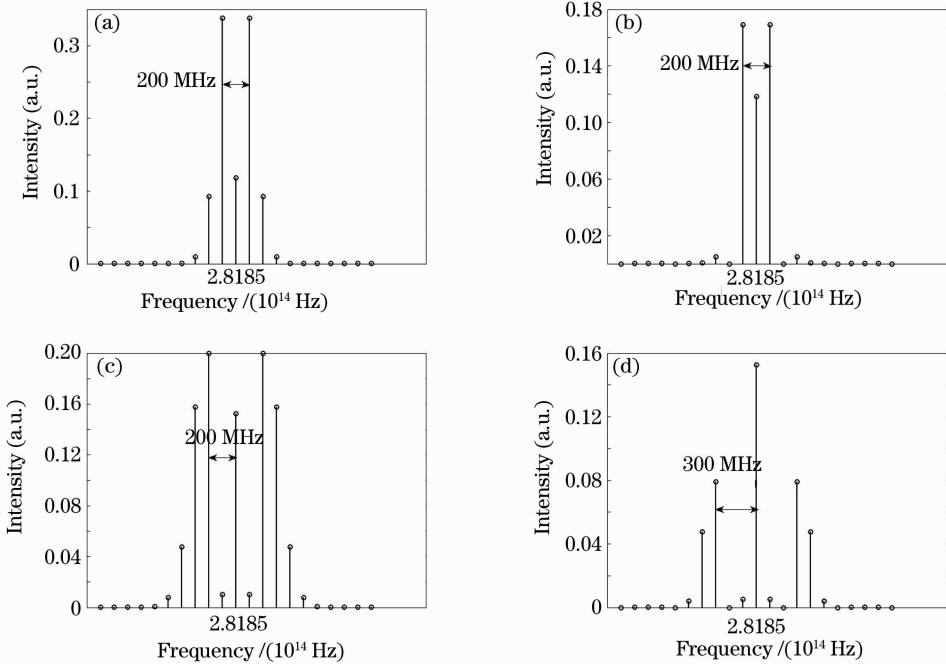 (a)
0.3
0.2
0.1
0
200 MHz
Intensity (a.u.)
2.8185
Frequency /(10¹⁴ Hz)
(b)
0.18
0.14
0.10
0.06
0.02
200 MHz
Intensity (a.u.)
2.8185
Frequency /(10¹⁴ Hz)
(c)
0.20
0.16
0.12
0.08
0.04
0
200 MHz
Intensity (a.u.)
2.8185
Frequency /(10¹⁴ Hz)
(d)
0.16
0.12
0.08
0.04
0
300 MHz
Intensity (a.u.)
2.8185
Frequency /(10¹⁴ Hz)